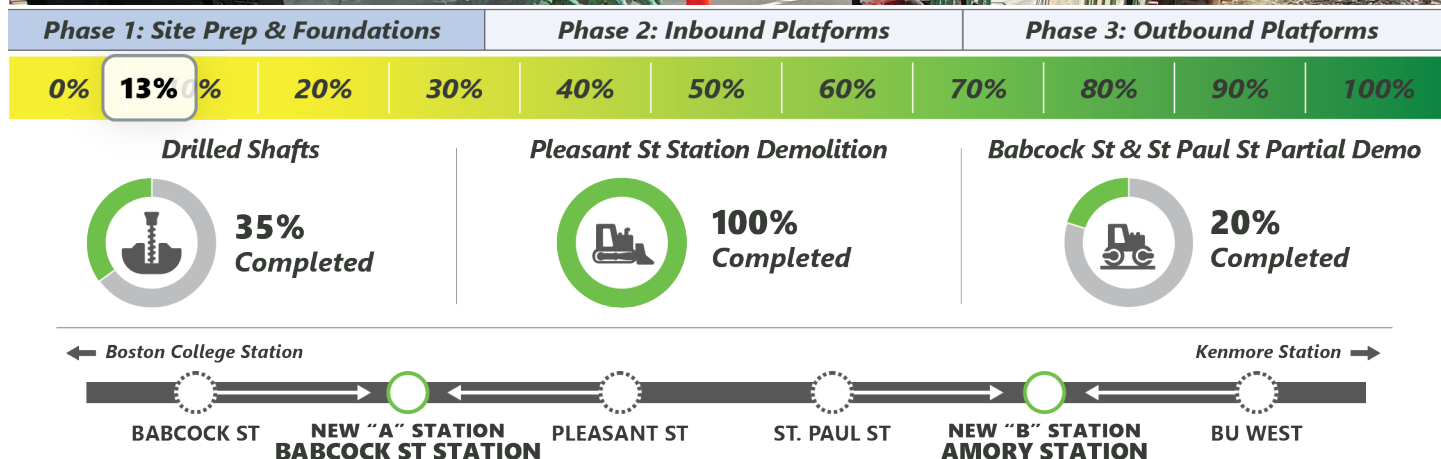 Phase 1: Site Prep & Foundations
Phase 2: Inbound Platforms
Phase 3: Outbound Platforms
0% 13% 20% 30% 40% 50% 60% 70% 80% 90% 100%
Drilled Shafts
35%
Completed
Pleasant St Station Demolition
100%
Completed
Babcock St & St Paul St Partial Demo
20%
Completed
Boston College Station
Kenmore Station
BABCOCK ST
NEW “A” STATION
BABCOCK ST STATION
PLEASANT ST
ST. PAUL ST
NEW “B” STATION
AMORY STATION
BU WEST